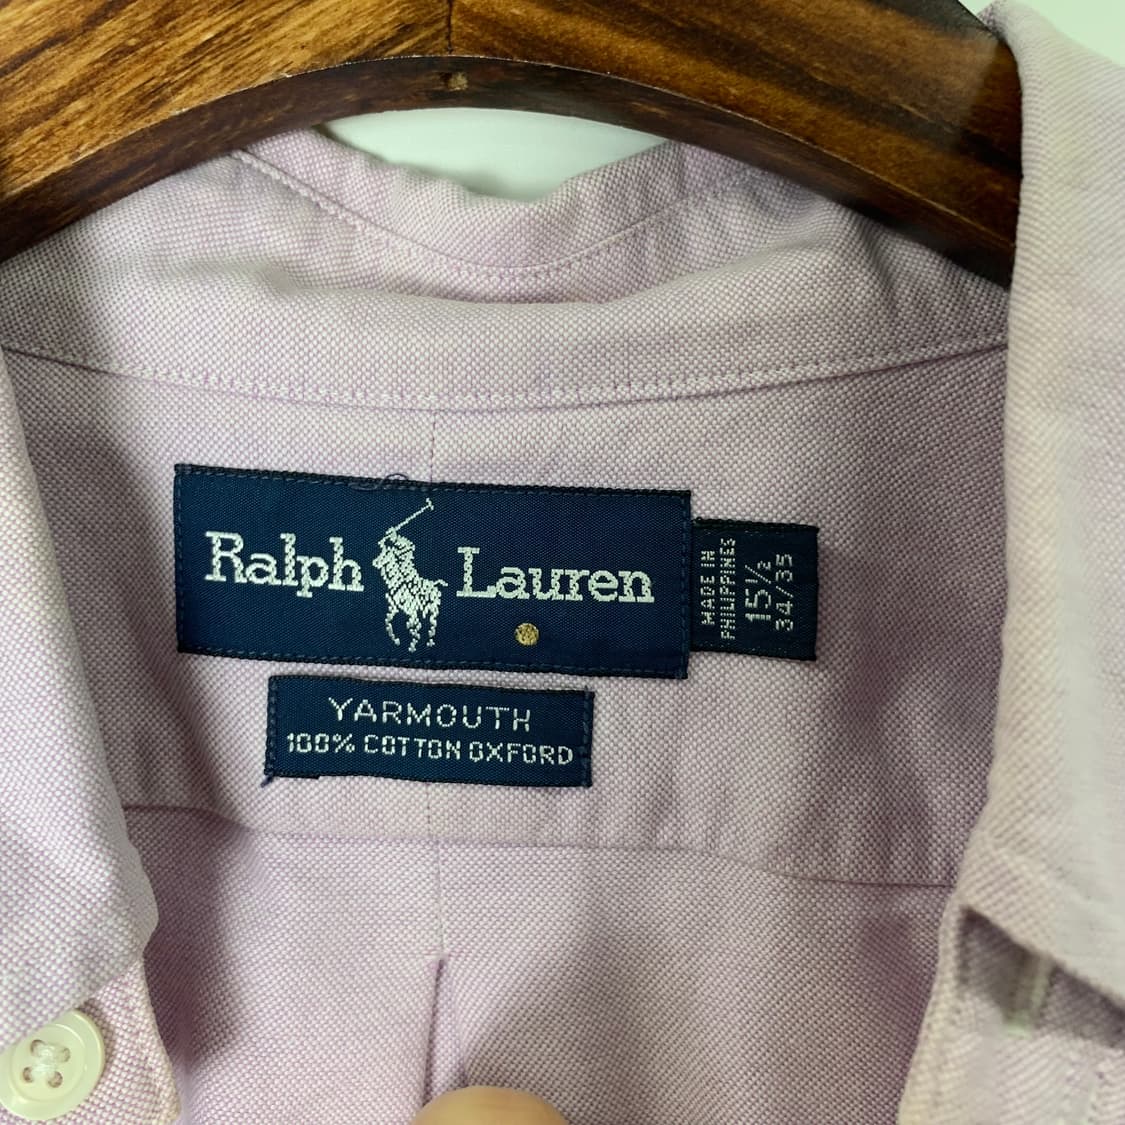 Ralph Lauren
MADE IN
PHILIPPINES
15½
34/35
YARMOUTH
100% COTTON OXFORD